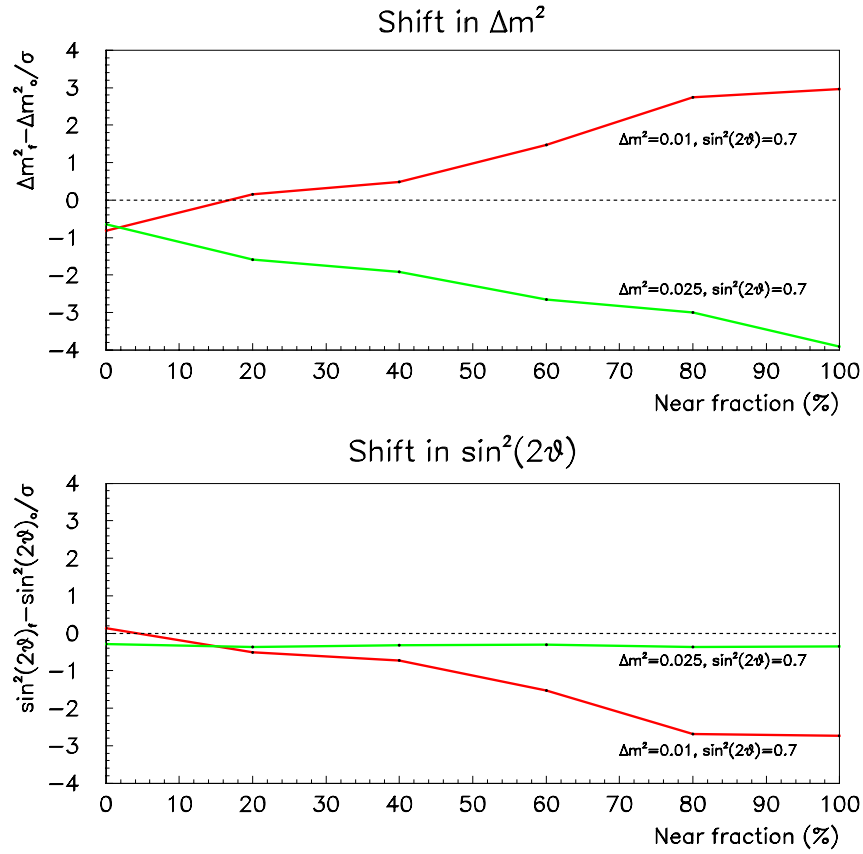 Shift in Δm²
Δm²f−Δm²o/σ
4
3
2
1
0
−1
−2
−3
−4
Δm²=0.01, sin²(2ϑ)=0.7
Δm²=0.025, sin²(2ϑ)=0.7
0 10 20 30 40 50 60 70 80 90 100
Near fraction (%)
Shift in sin²(2ϑ)
sin²(2ϑ)f−sin²(2ϑ)o/σ
4
3
2
1
0
−1
−2
−3
−4
Δm²=0.025, sin²(2ϑ)=0.7
Δm²=0.01, sin²(2ϑ)=0.7
0 10 20 30 40 50 60 70 80 90 100
Near fraction (%)